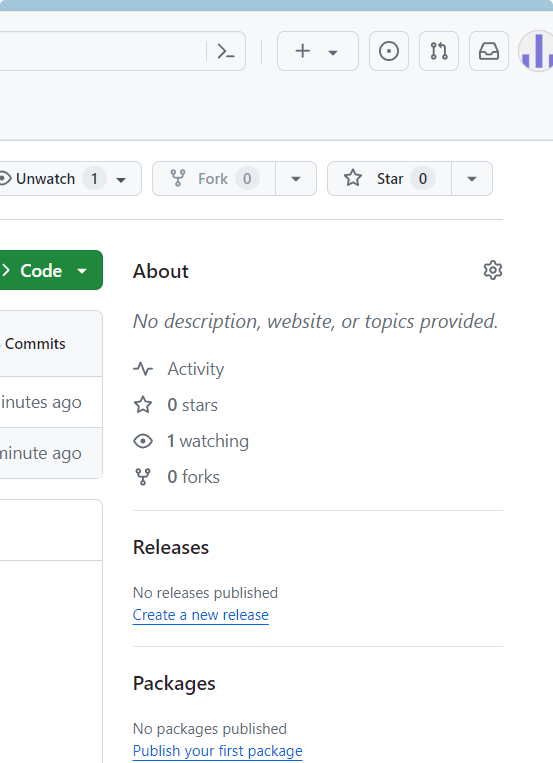 Unwatch 1
Fork 0
Star 0
Code
About
No description, website, or topics provided.
Commits
Activity
inutes ago
0 stars
minute ago
1 watching
0 forks
Releases
No releases published
Create a new release
Packages
No packages published
Publish your first package